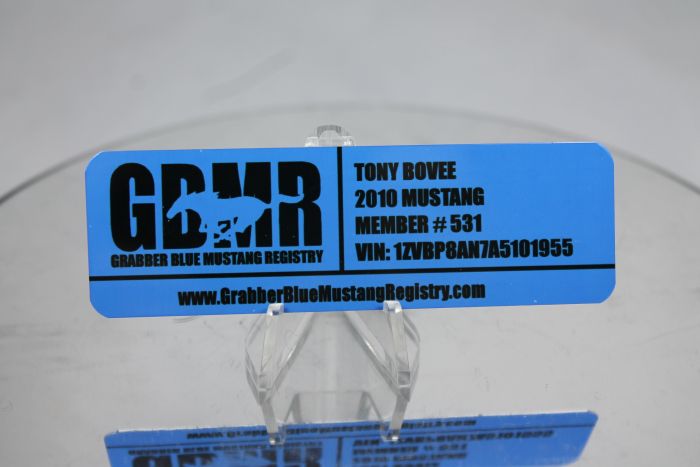 GBMR
GRABBER BLUE MUSTANG REGISTRY
TONY BOVEE
2010 MUSTANG
MEMBER # 531
VIN: 1ZVBP8AN7A5101955
www.GrabberBlueMustangRegistry.com